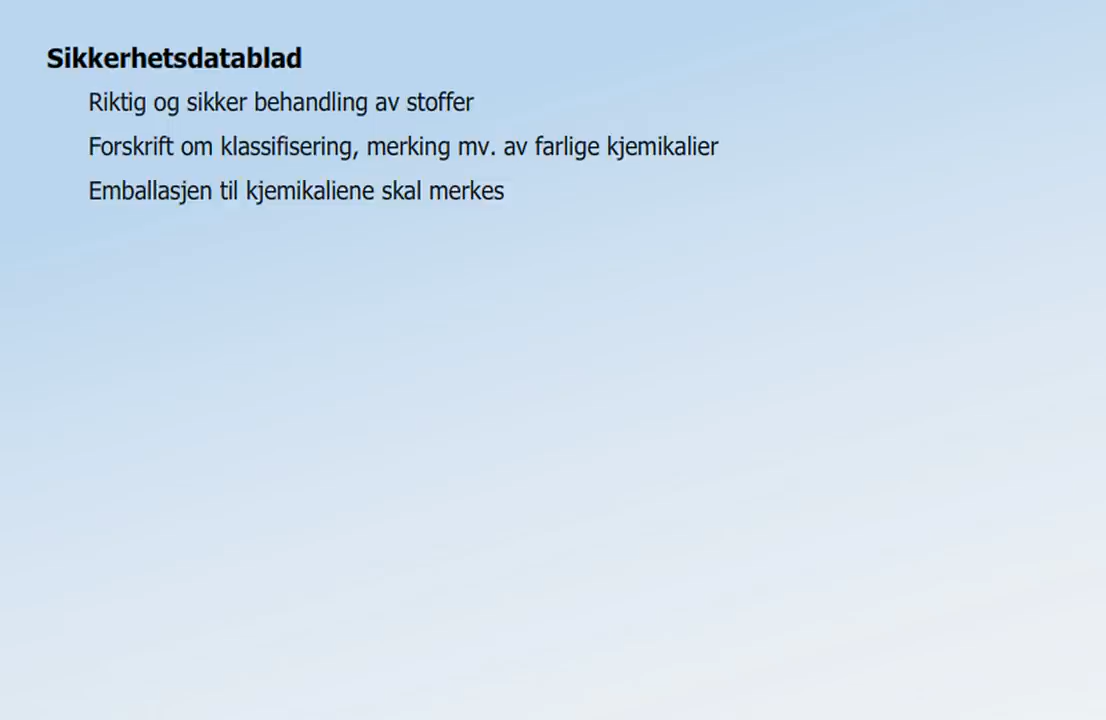 Sikkerhetsdatablad
Riktig og sikker behandling av stoffer
Forskrift om klassifisering, merking mv. av farlige kjemikalier
Emballasjen til kjemikaliene skal merkes